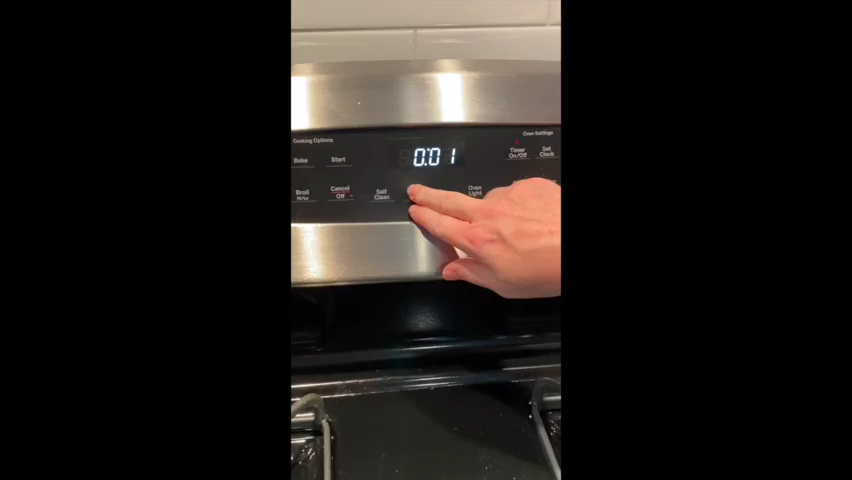 Cooking Options
Oven Settings
0:01
Bake
Start
Timer
On/Off
Set
Clock
Broil
Hi/Lo
Cancel
Off
Self
Clean
Oven
Light